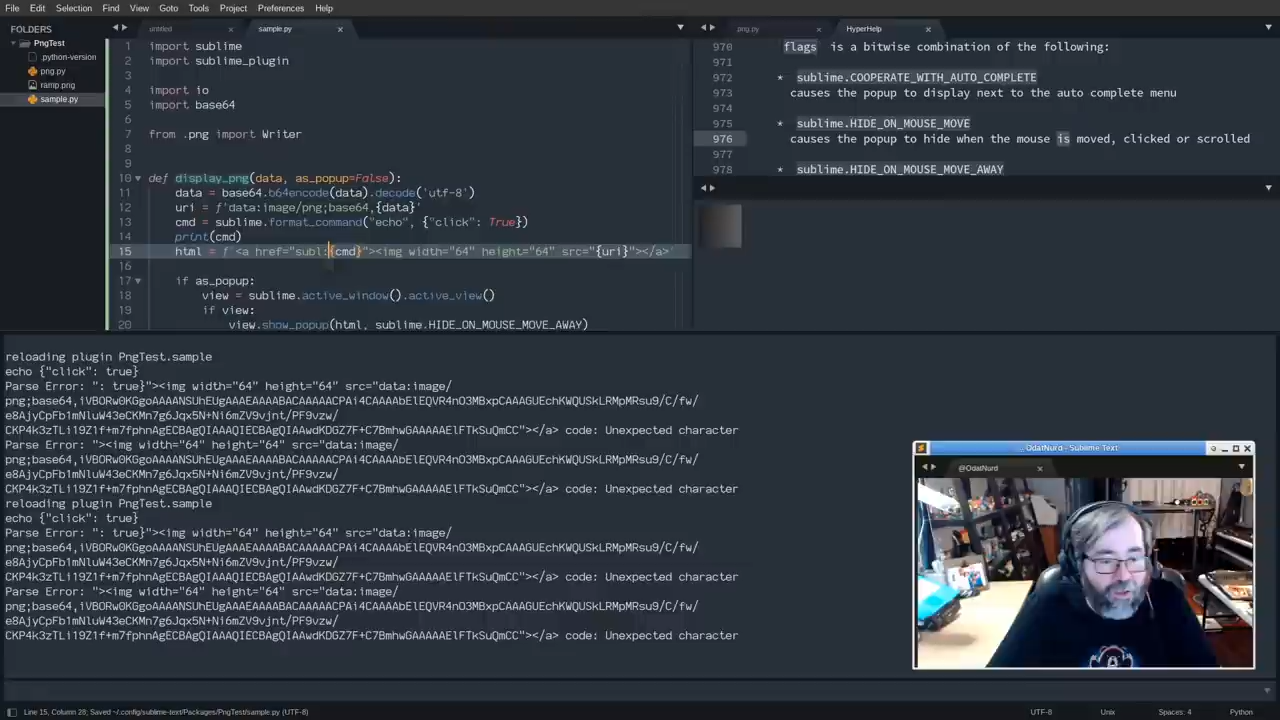 File Edit Selection Find View Goto Tools Project Preferences Help
FOLDERS
PngTest
.python-version
png.py
ramp.png
sample.py
untitled
sample.py
1 import sublime
2 import sublime_plugin
3
4 import io
5 import base64
6
7 from .png import Writer
8
9
10 def display_png(data, as_popup=False):
11 data = base64.b64encode(data).decode('utf-8')
12 uri = f'data:image/png;base64,{data}'
13 cmd = sublime.format_command("echo", {"click": True})
14 print(cmd)
15 html = f'<a href="subl:{cmd}"><img width="64" height="64" src="{uri}"></a>'
16
17 if as_popup:
18 view = sublime.active_window().active_view()
19 if view:
20 view.show_popup(html, sublime.HIDE_ON_MOUSE_MOVE_AWAY)
png.py
HyperHelp
970 flags is a bitwise combination of the following:
971
972 * sublime.COOPERATE_WITH_AUTO_COMPLETE
973 causes the popup to display next to the auto complete menu
974
975 * sublime.HIDE_ON_MOUSE_MOVE
976 causes the popup to hide when the mouse is moved, clicked or scrolled
977
978 * sublime.HIDE_ON_MOUSE_MOVE_AWAY
reloading plugin PngTest.sample
echo {"click": true}
Parse Error: ": true}"><img width="64" height="64" src="data:image/
png;base64,iVBORw0KGgoAAAANSUhEUgAAAEAAAABACAAAAACPAi4CAAAAbElEQVR4nO3MBxpCAAAGUEchKWQUSkLRMpMRsu9/C/fw/
e8AjyCpFb1mNluW43eCKMn7g6Jqx5N+Ni6mZV9vjnt/PF9vzw/
CKP4k3zTLi19Z1f+m7fphnAgECBAgQIAAAQIECBAgQIAAAwdKDGZ7F+C7BmhwGAAAAAElFTkSuQmCC"></a> code: Unexpected character
Parse Error: "><img width="64" height="64" src="data:image/
png;base64,iVBORw0KGgoAAAANSUhEUgAAAEAAAABACAAAAACPAi4CAAAAbElEQVR4nO3MBxpCAAAGUEchKWQUSkLRMpMRsu9/C/fw/
e8AjyCpFb1mNluW43eCKMn7g6Jqx5N+Ni6mZV9vjnt/PF9vzw/
CKP4k3zTLi19Z1f+m7fphnAgECBAgQIAAAQIECBAgQIAAAwdKDGZ7F+C7BmhwGAAAAAElFTkSuQmCC"></a> code: Unexpected character
reloading plugin PngTest.sample
echo {"click": true}
Parse Error: ": true}"><img width="64" height="64" src="data:image/
png;base64,iVBORw0KGgoAAAANSUhEUgAAAEAAAABACAAAAACPAi4CAAAAbElEQVR4nO3MBxpCAAAGUEchKWQUSkLRMpMRsu9/C/fw/
e8AjyCpFb1mNluW43eCKMn7g6Jqx5N+Ni6mZV9vjnt/PF9vzw/
CKP4k3zTLi19Z1f+m7fphnAgECBAgQIAAAQIECBAgQIAAAwdKDGZ7F+C7BmhwGAAAAAElFTkSuQmCC"></a> code: Unexpected character
Parse Error: "><img width="64" height="64" src="data:image/
png;base64,iVBORw0KGgoAAAANSUhEUgAAAEAAAABACAAAAACPAi4CAAAAbElEQVR4nO3MBxpCAAAGUEchKWQUSkLRMpMRsu9/C/fw/
e8AjyCpFb1mNluW43eCKMn7g6Jqx5N+Ni6mZV9vjnt/PF9vzw/
CKP4k3zTLi19Z1f+m7fphnAgECBAgQIAAAQIECBAgQIAAAwdKDGZ7F+C7BmhwGAAAAAElFTkSuQmCC"></a> code: Unexpected character
@OdatNurd - Sublime Text
@OdatNurd
Line 15, Column 28; Saved ~/.config/sublime-text/Packages/PngTest/sample.py (UTF-8)
UTF-8
Unix
Spaces: 4
Python